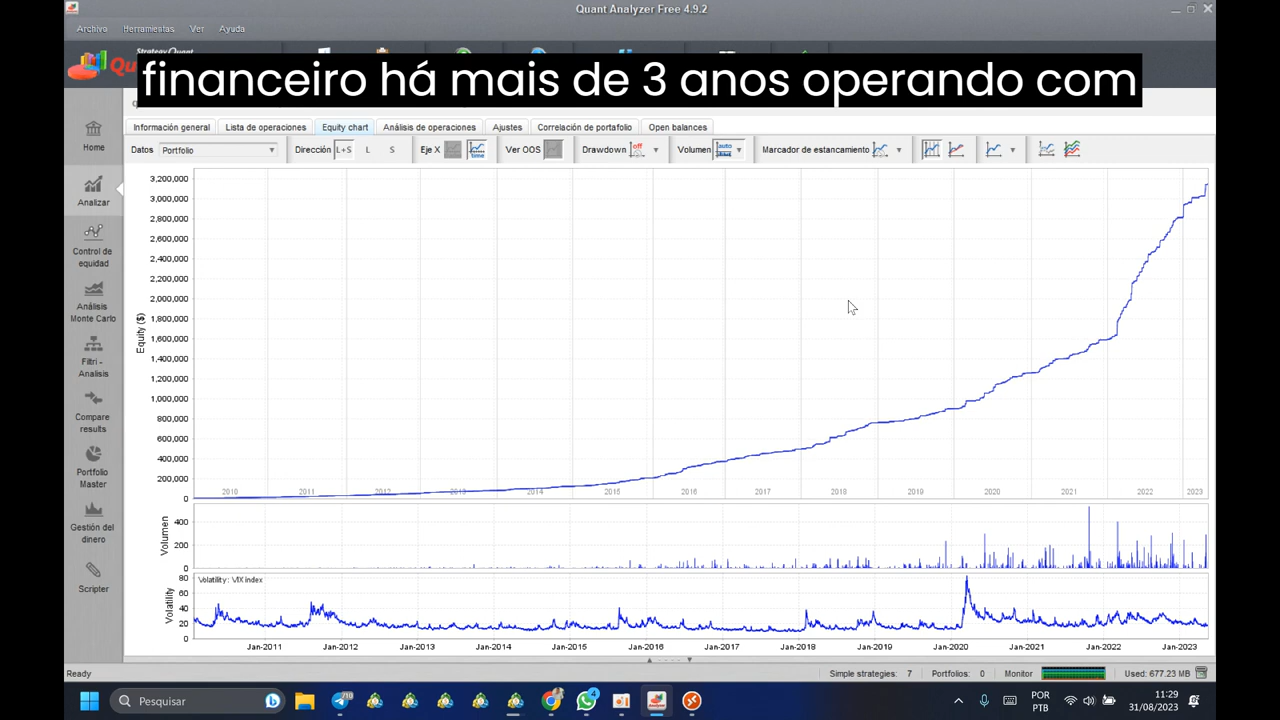 Quant Analyzer Free 4.9.2
Archivo Herramientas Ver Ayuda
StrategyQuant
financeiro há mais de 3 anos operando com
Información general Lista de operaciones Equity chart Análisis de operaciones Ajustes Correlación de portafolio Open balances
Datos Portfolio Dirección L+S L S Eje X time Ver OOS Drawdown off Volumen auto Marcador de estancamiento
Home
Analizar
Control de
equidad
Análisis
Monte Carlo
Filtri -
Analisis
Compare
results
Portfolio
Master
Gestión del
dinero
Scripter
Equity ($)
3,200,000
3,000,000
2,800,000
2,600,000
2,400,000
2,200,000
2,000,000
1,800,000
1,600,000
1,400,000
1,200,000
1,000,000
800,000
600,000
400,000
200,000
0
2010 2011 2012 2013 2014 2015 2016 2017 2018 2019 2020 2021 2022 2023
Volumen
400
200
0
Volatility: VIX index
Volatility
80
60
40
20
0
Jan-2011 Jan-2012 Jan-2013 Jan-2014 Jan-2015 Jan-2016 Jan-2017 Jan-2018 Jan-2019 Jan-2020 Jan-2021 Jan-2022 Jan-2023
Ready Simple strategies: 7 Portfolios: 0 Monitor Used: 677.23 MB
Pesquisar 710 4 POR 11:29
PTB 31/08/2023